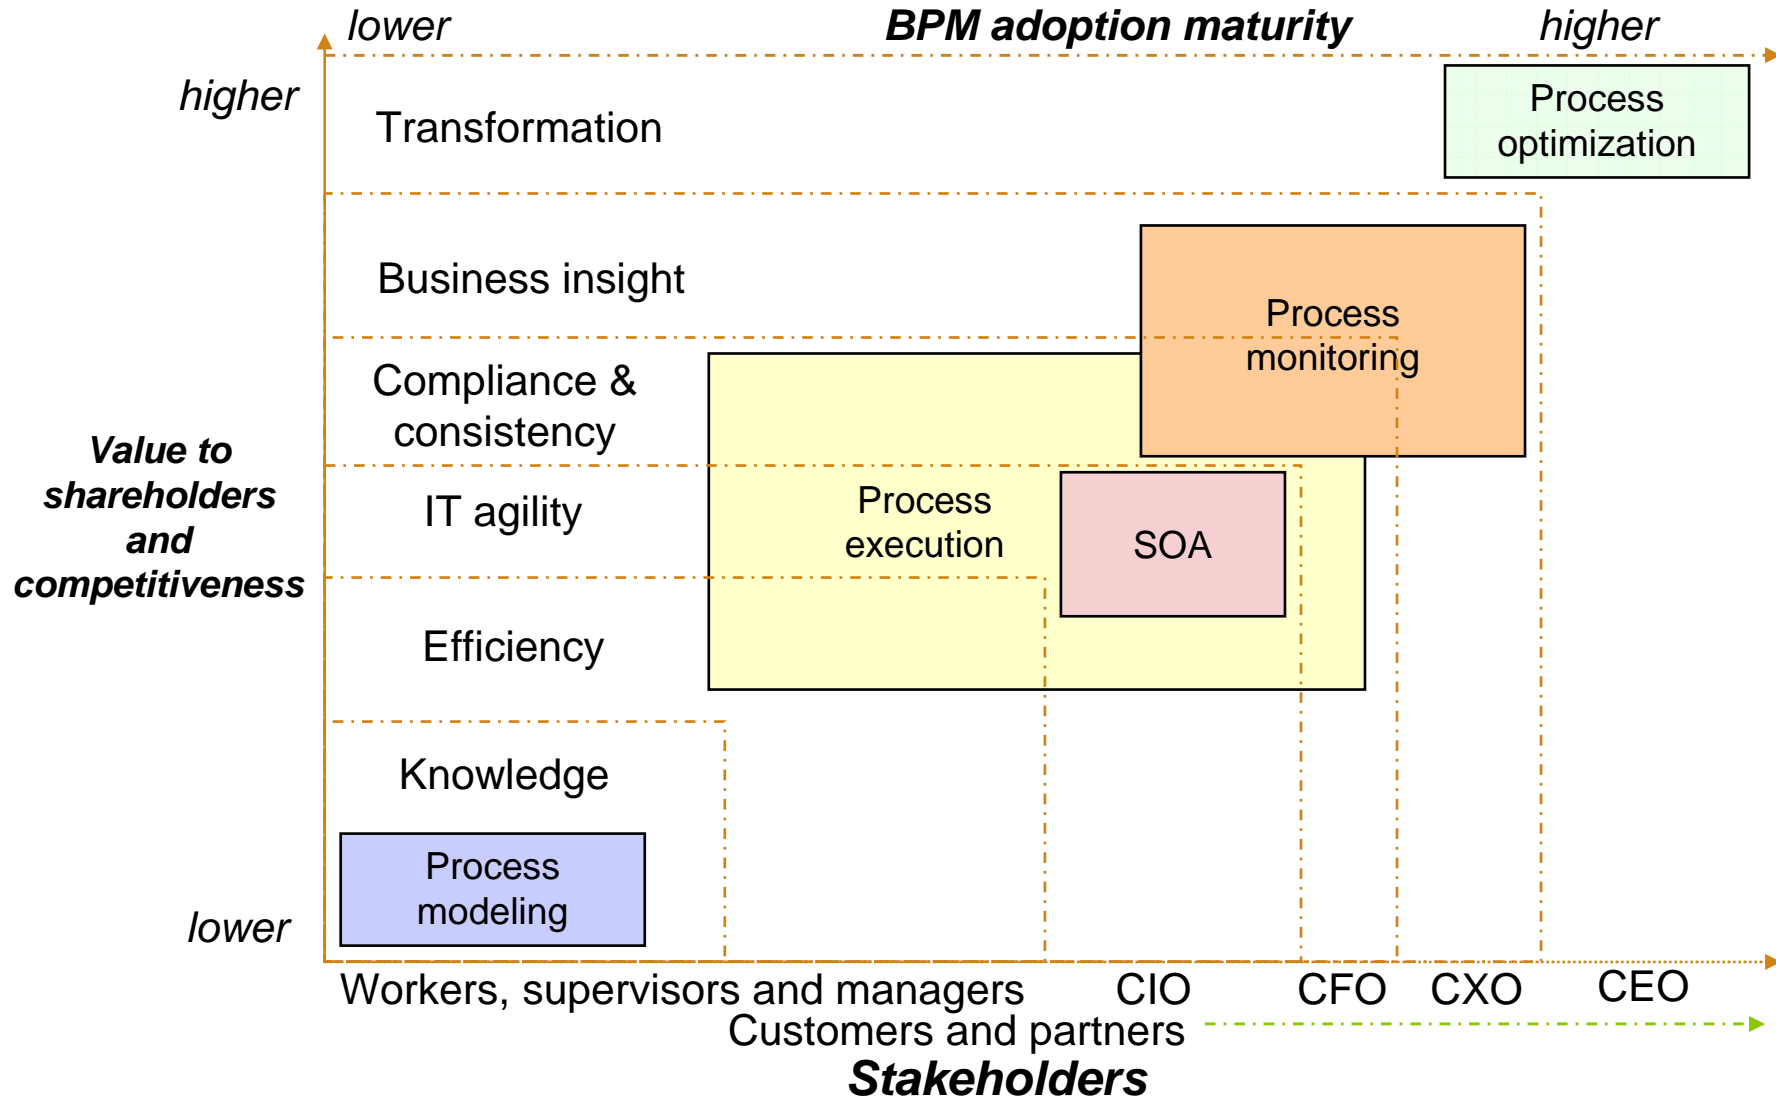 lower
BPM adoption maturity
higher
higher
Transformation
Process
optimization
Business insight
Process
monitoring
Compliance &
consistency
Value to
shareholders
and
competitiveness
IT agility
Process
execution
SOA
Efficiency
Knowledge
Process
modeling
lower
Workers, supervisors and managers
CIO
CFO
CXO
CEO
Customers and partners
Stakeholders